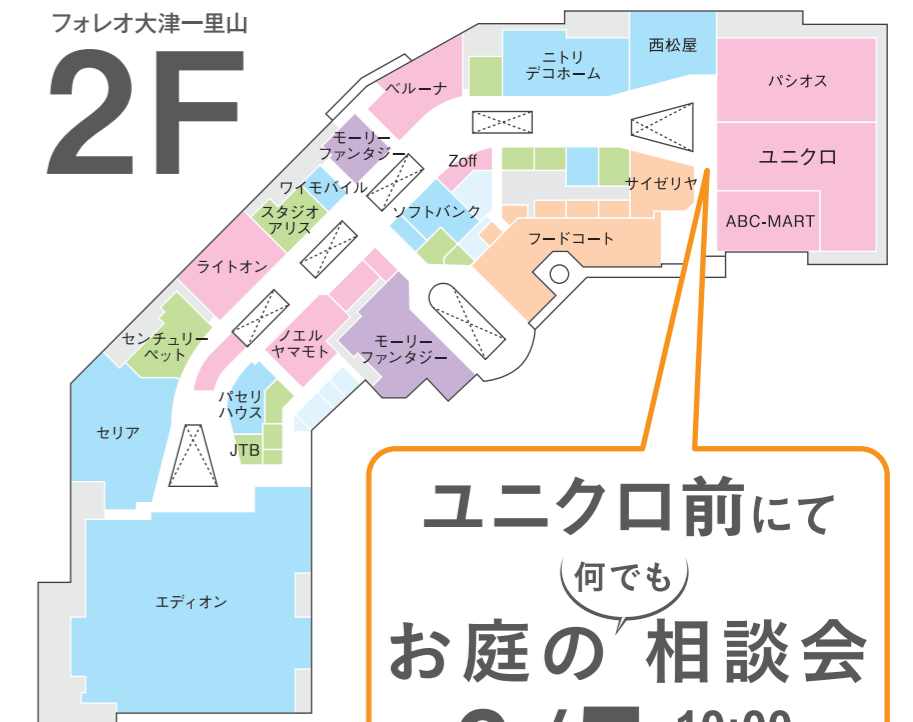 フォレオ大津一里山
2F
西松屋
ニトリ
デコホーム
パシオス
ベルーナ
モーリー
ファンタジー
Zoff
ユニクロ
ワイモバイル
サイゼリヤ
スタジオ
アリス
ソフトバンク
ABC-MART
フードコート
ライトオン
センチュリー
ペット
ノエル
ヤマモト
モーリー
ファンタジー
パセリ
ハウス
セリア
JTB
エディオン
ユニクロ前にて
何でも
お庭の相談会